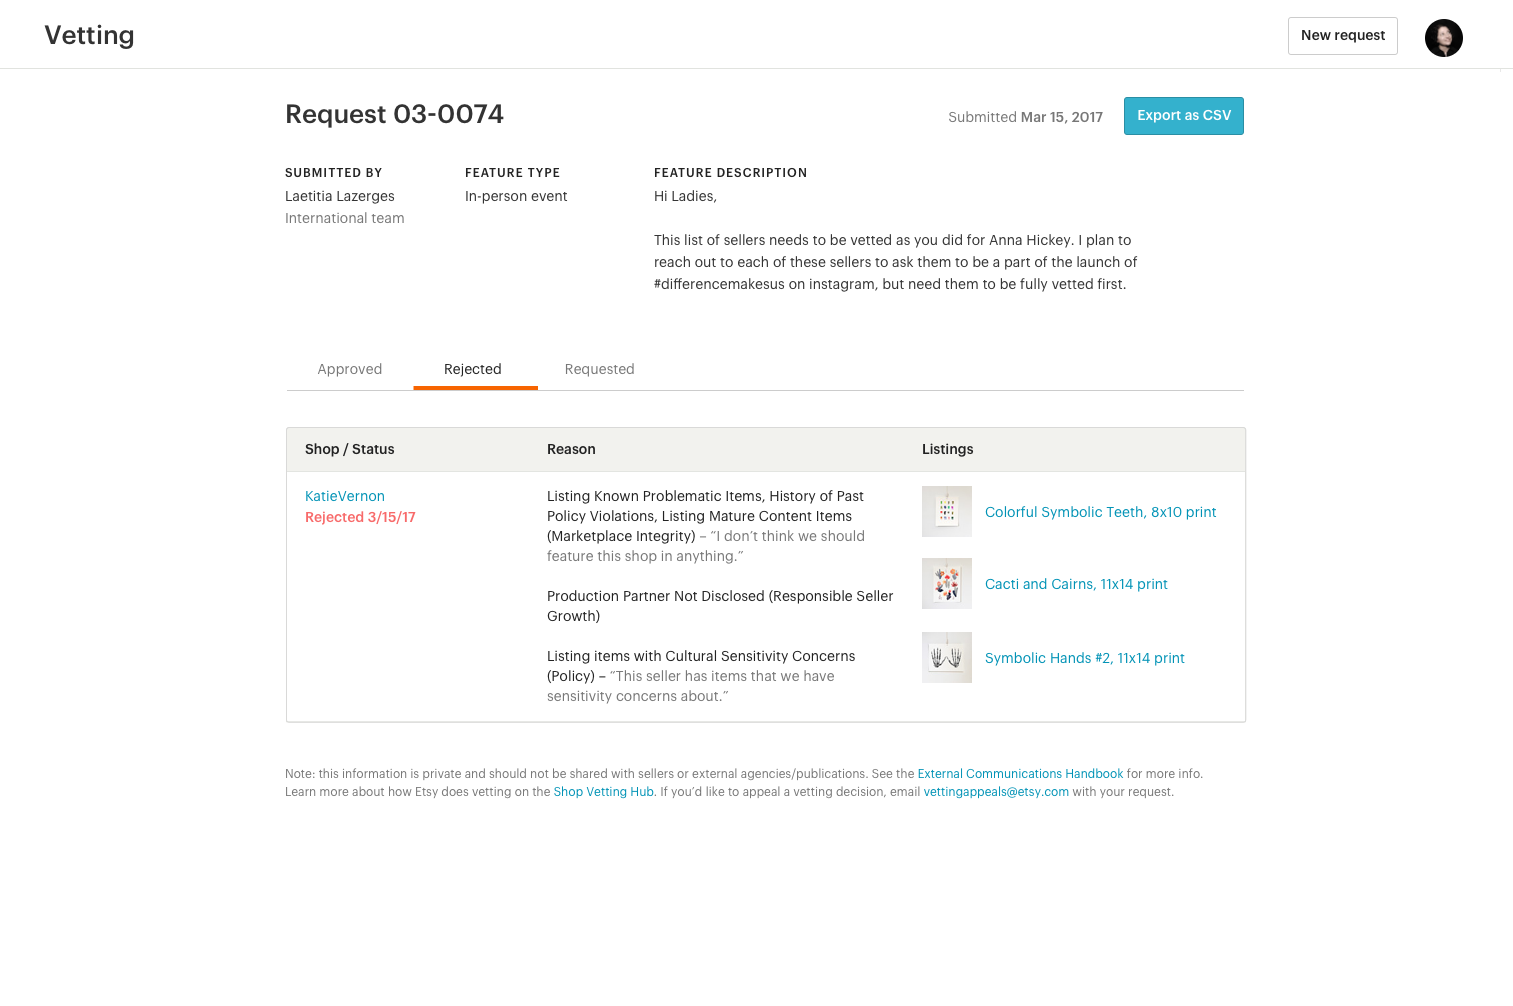 Vetting
New request
Request 03-0074
Submitted Mar 15, 2017
Export as CSV
SUBMITTED BY
Laetitia Lazerges
International team
FEATURE TYPE
In-person event
FEATURE DESCRIPTION
Hi Ladies,
This list of sellers needs to be vetted as you did for Anna Hickey. I plan to
reach out to each of these sellers to ask them to be a part of the launch of
#differencemakesus on instagram, but need them to be fully vetted first.
Approved
Rejected
Requested
Shop / Status
Reason
Listings
KatieVernon
Rejected 3/15/17
Listing Known Problematic Items, History of Past
Policy Violations, Listing Mature Content Items
(Marketplace Integrity) – “I don’t think we should
feature this shop in anything.”
Production Partner Not Disclosed (Responsible Seller
Growth)
Listing items with Cultural Sensitivity Concerns
(Policy) – “This seller has items that we have
sensitivity concerns about.”
Colorful Symbolic Teeth, 8x10 print
Cacti and Cairns, 11x14 print
Symbolic Hands #2, 11x14 print
Note: this information is private and should not be shared with sellers or external agencies/publications. See the External Communications Handbook for more info.
Learn more about how Etsy does vetting on the Shop Vetting Hub. If you’d like to appeal a vetting decision, email vettingappeals@etsy.com with your request.